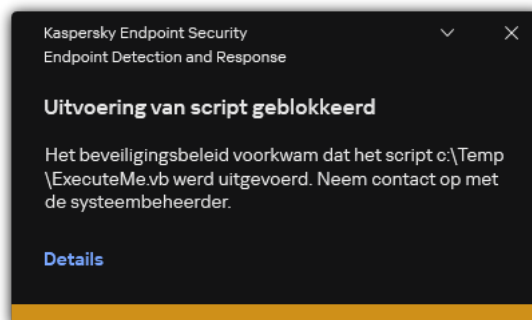 Kaspersky Endpoint Security
Endpoint Detection and Response
Uitvoering van script geblokkeerd
Het beveiligingsbeleid voorkwam dat het script c:\Temp
\ExecuteMe.vb werd uitgevoerd. Neem contact op met
de systeembeheerder.
Details